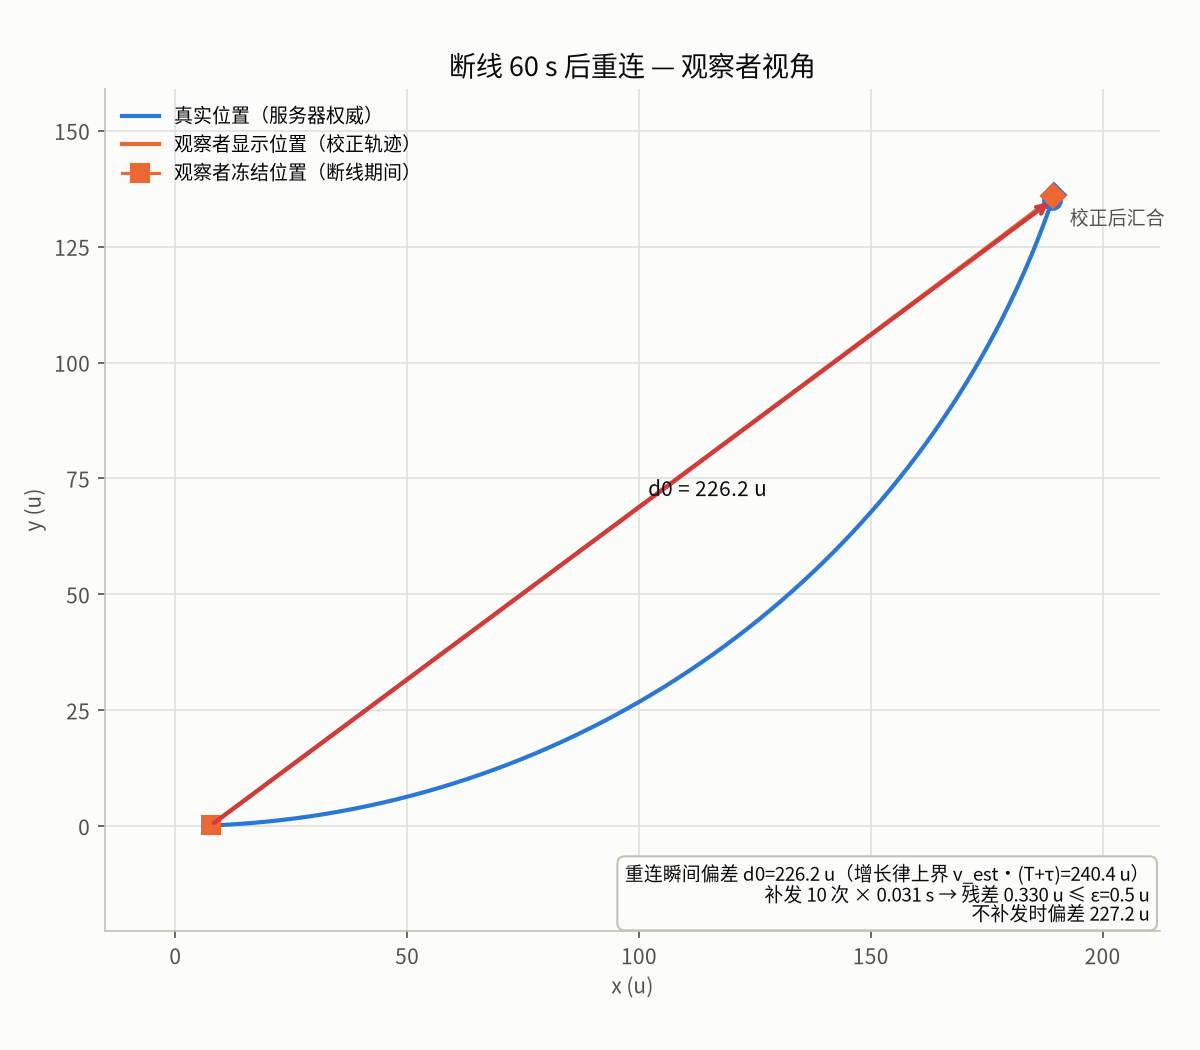 断线 60 s 后重连 — 观察者视角
真实位置（服务器权威）
观察者显示位置（校正轨迹）
观察者冻结位置（断线期间）
150
125
100
75
50
25
0
y (u)
校正后汇合
d0 = 226.2 u
重连瞬间偏差 d0=226.2 u（增长律上界 v_est·(T+τ)=240.4 u）
补发 10 次 × 0.031 s → 残差 0.330 u ≤ ε=0.5 u
不补发时偏差 227.2 u
0
50
100
150
200
x (u)